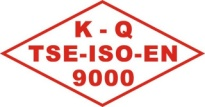 K - Q
TSE-ISO-EN
9000